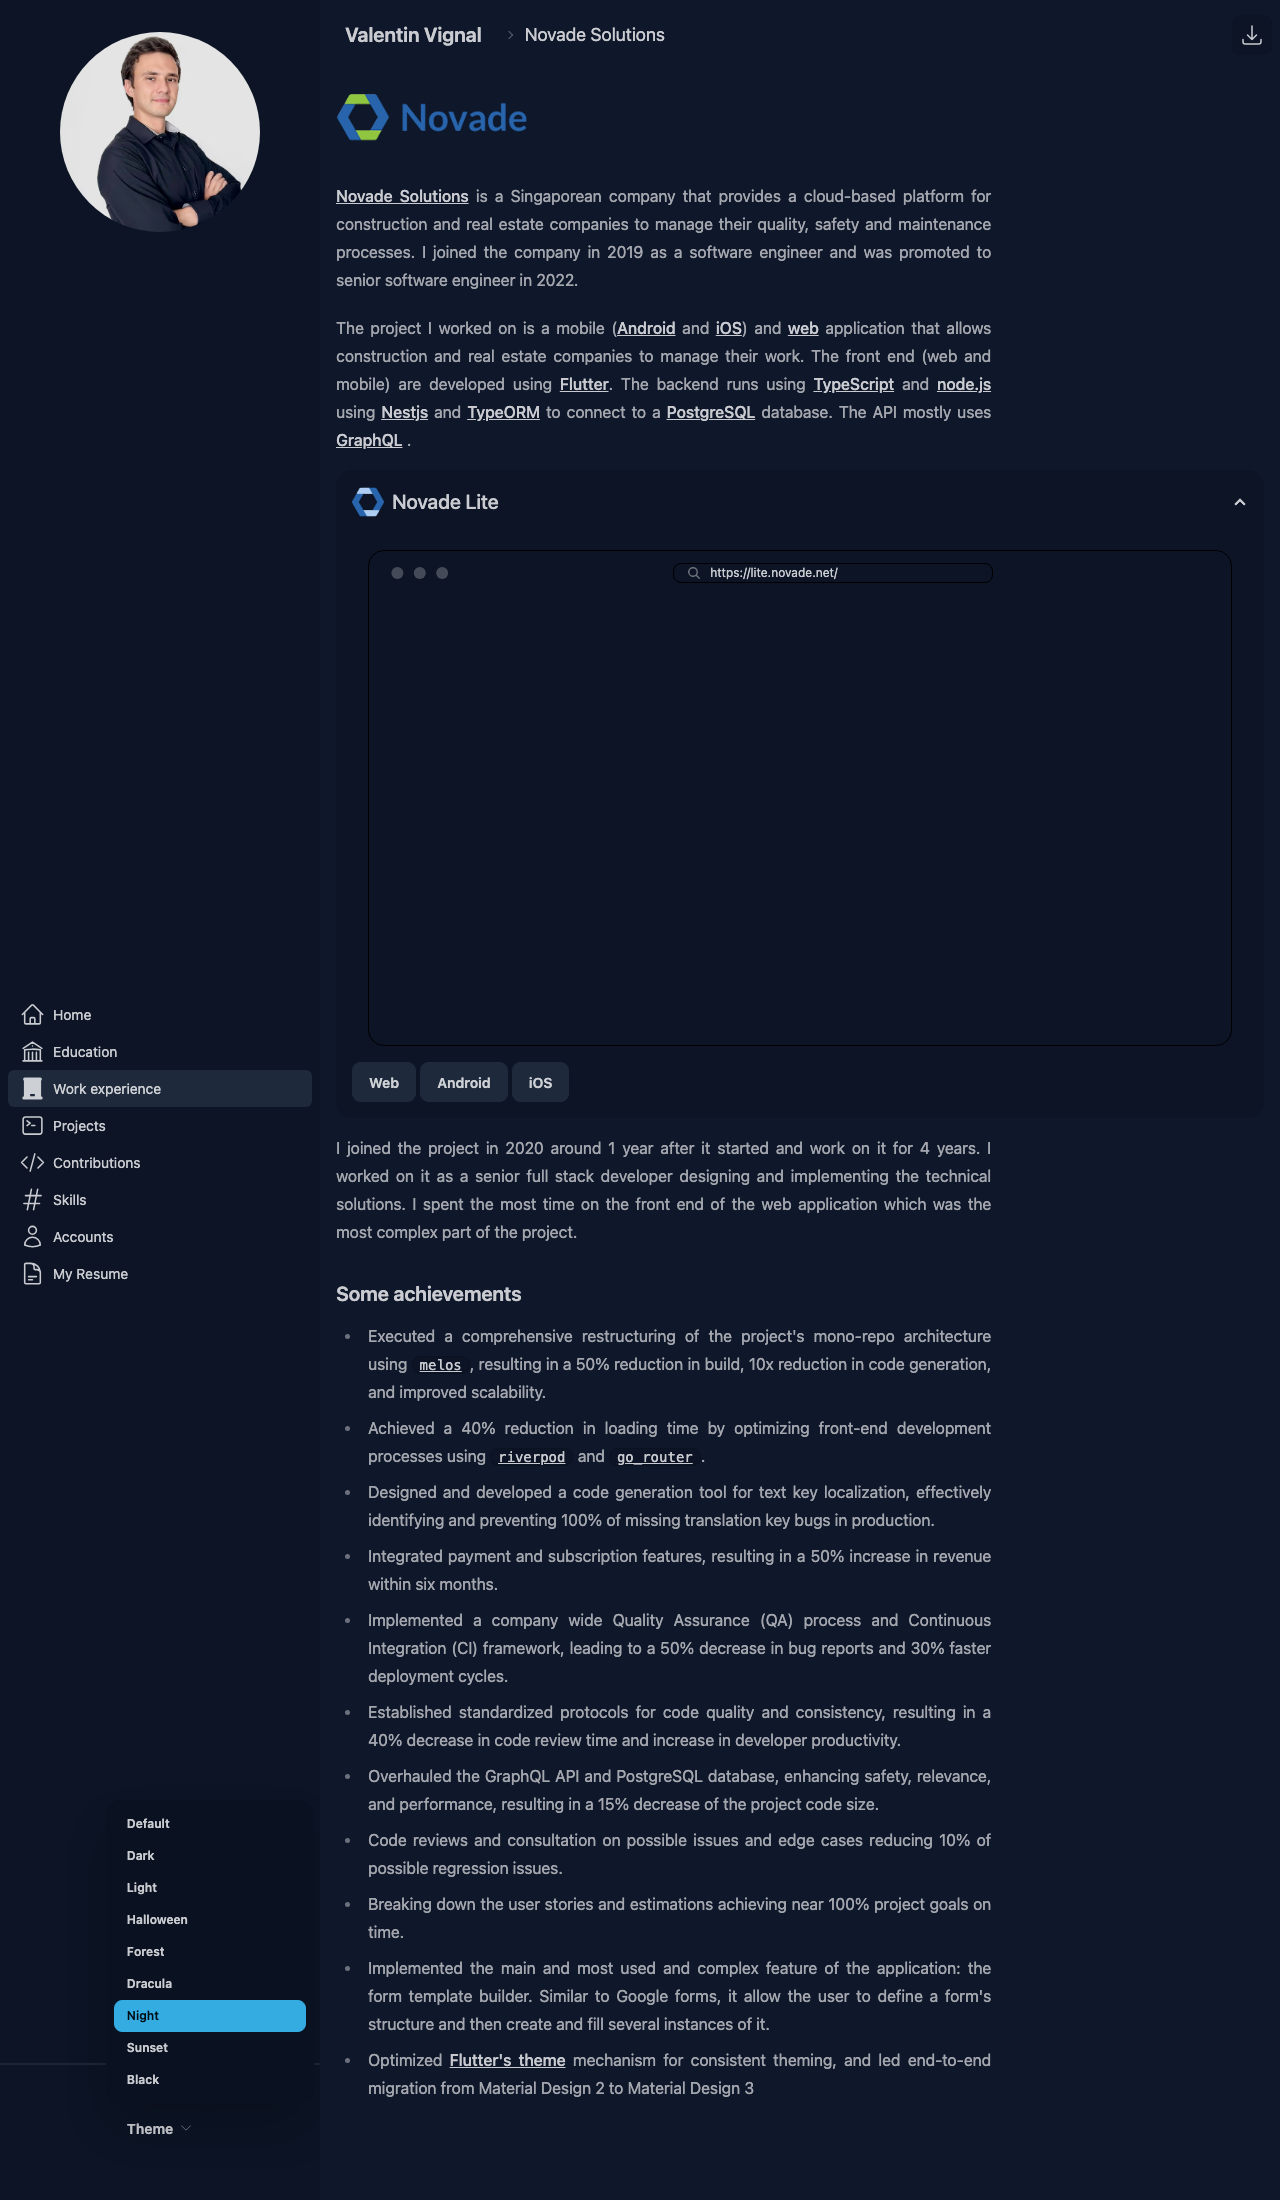 Valentin Vignal
Novade Solutions
Novade
Novade Solutions is a Singaporean company that provides a cloud-based platform for
construction and real estate companies to manage their quality, safety and maintenance
processes. I joined the company in 2019 as a software engineer and was promoted to
senior software engineer in 2022.
The project I worked on is a mobile (Android and iOS) and web application that allows
construction and real estate companies to manage their work. The front end (web and
mobile) are developed using Flutter. The backend runs using TypeScript and node.js
using Nestjs and TypeORM to connect to a PostgreSQL database. The API mostly uses
GraphQL .
Novade Lite
https://lite.novade.net/
Web
Android
iOS
I joined the project in 2020 around 1 year after it started and work on it for 4 years. I
worked on it as a senior full stack developer designing and implementing the technical
solutions. I spent the most time on the front end of the web application which was the
most complex part of the project.
Some achievements
• Executed a comprehensive restructuring of the project's mono-repo architecture
using melos , resulting in a 50% reduction in build, 10x reduction in code generation,
and improved scalability.
• Achieved a 40% reduction in loading time by optimizing front-end development
processes using riverpod and go_router .
• Designed and developed a code generation tool for text key localization, effectively
identifying and preventing 100% of missing translation key bugs in production.
• Integrated payment and subscription features, resulting in a 50% increase in revenue
within six months.
• Implemented a company wide Quality Assurance (QA) process and Continuous
Integration (CI) framework, leading to a 50% decrease in bug reports and 30% faster
deployment cycles.
• Established standardized protocols for code quality and consistency, resulting in a
40% decrease in code review time and increase in developer productivity.
• Overhauled the GraphQL API and PostgreSQL database, enhancing safety, relevance,
and performance, resulting in a 15% decrease of the project code size.
• Code reviews and consultation on possible issues and edge cases reducing 10% of
possible regression issues.
• Breaking down the user stories and estimations achieving near 100% project goals on
time.
• Implemented the main and most used and complex feature of the application: the
form template builder. Similar to Google forms, it allow the user to define a form's
structure and then create and fill several instances of it.
• Optimized Flutter's theme mechanism for consistent theming, and led end-to-end
migration from Material Design 2 to Material Design 3
Home
Education
Work experience
Projects
Contributions
Skills
Accounts
My Resume
Default
Dark
Light
Halloween
Forest
Dracula
Night
Sunset
Black
Theme